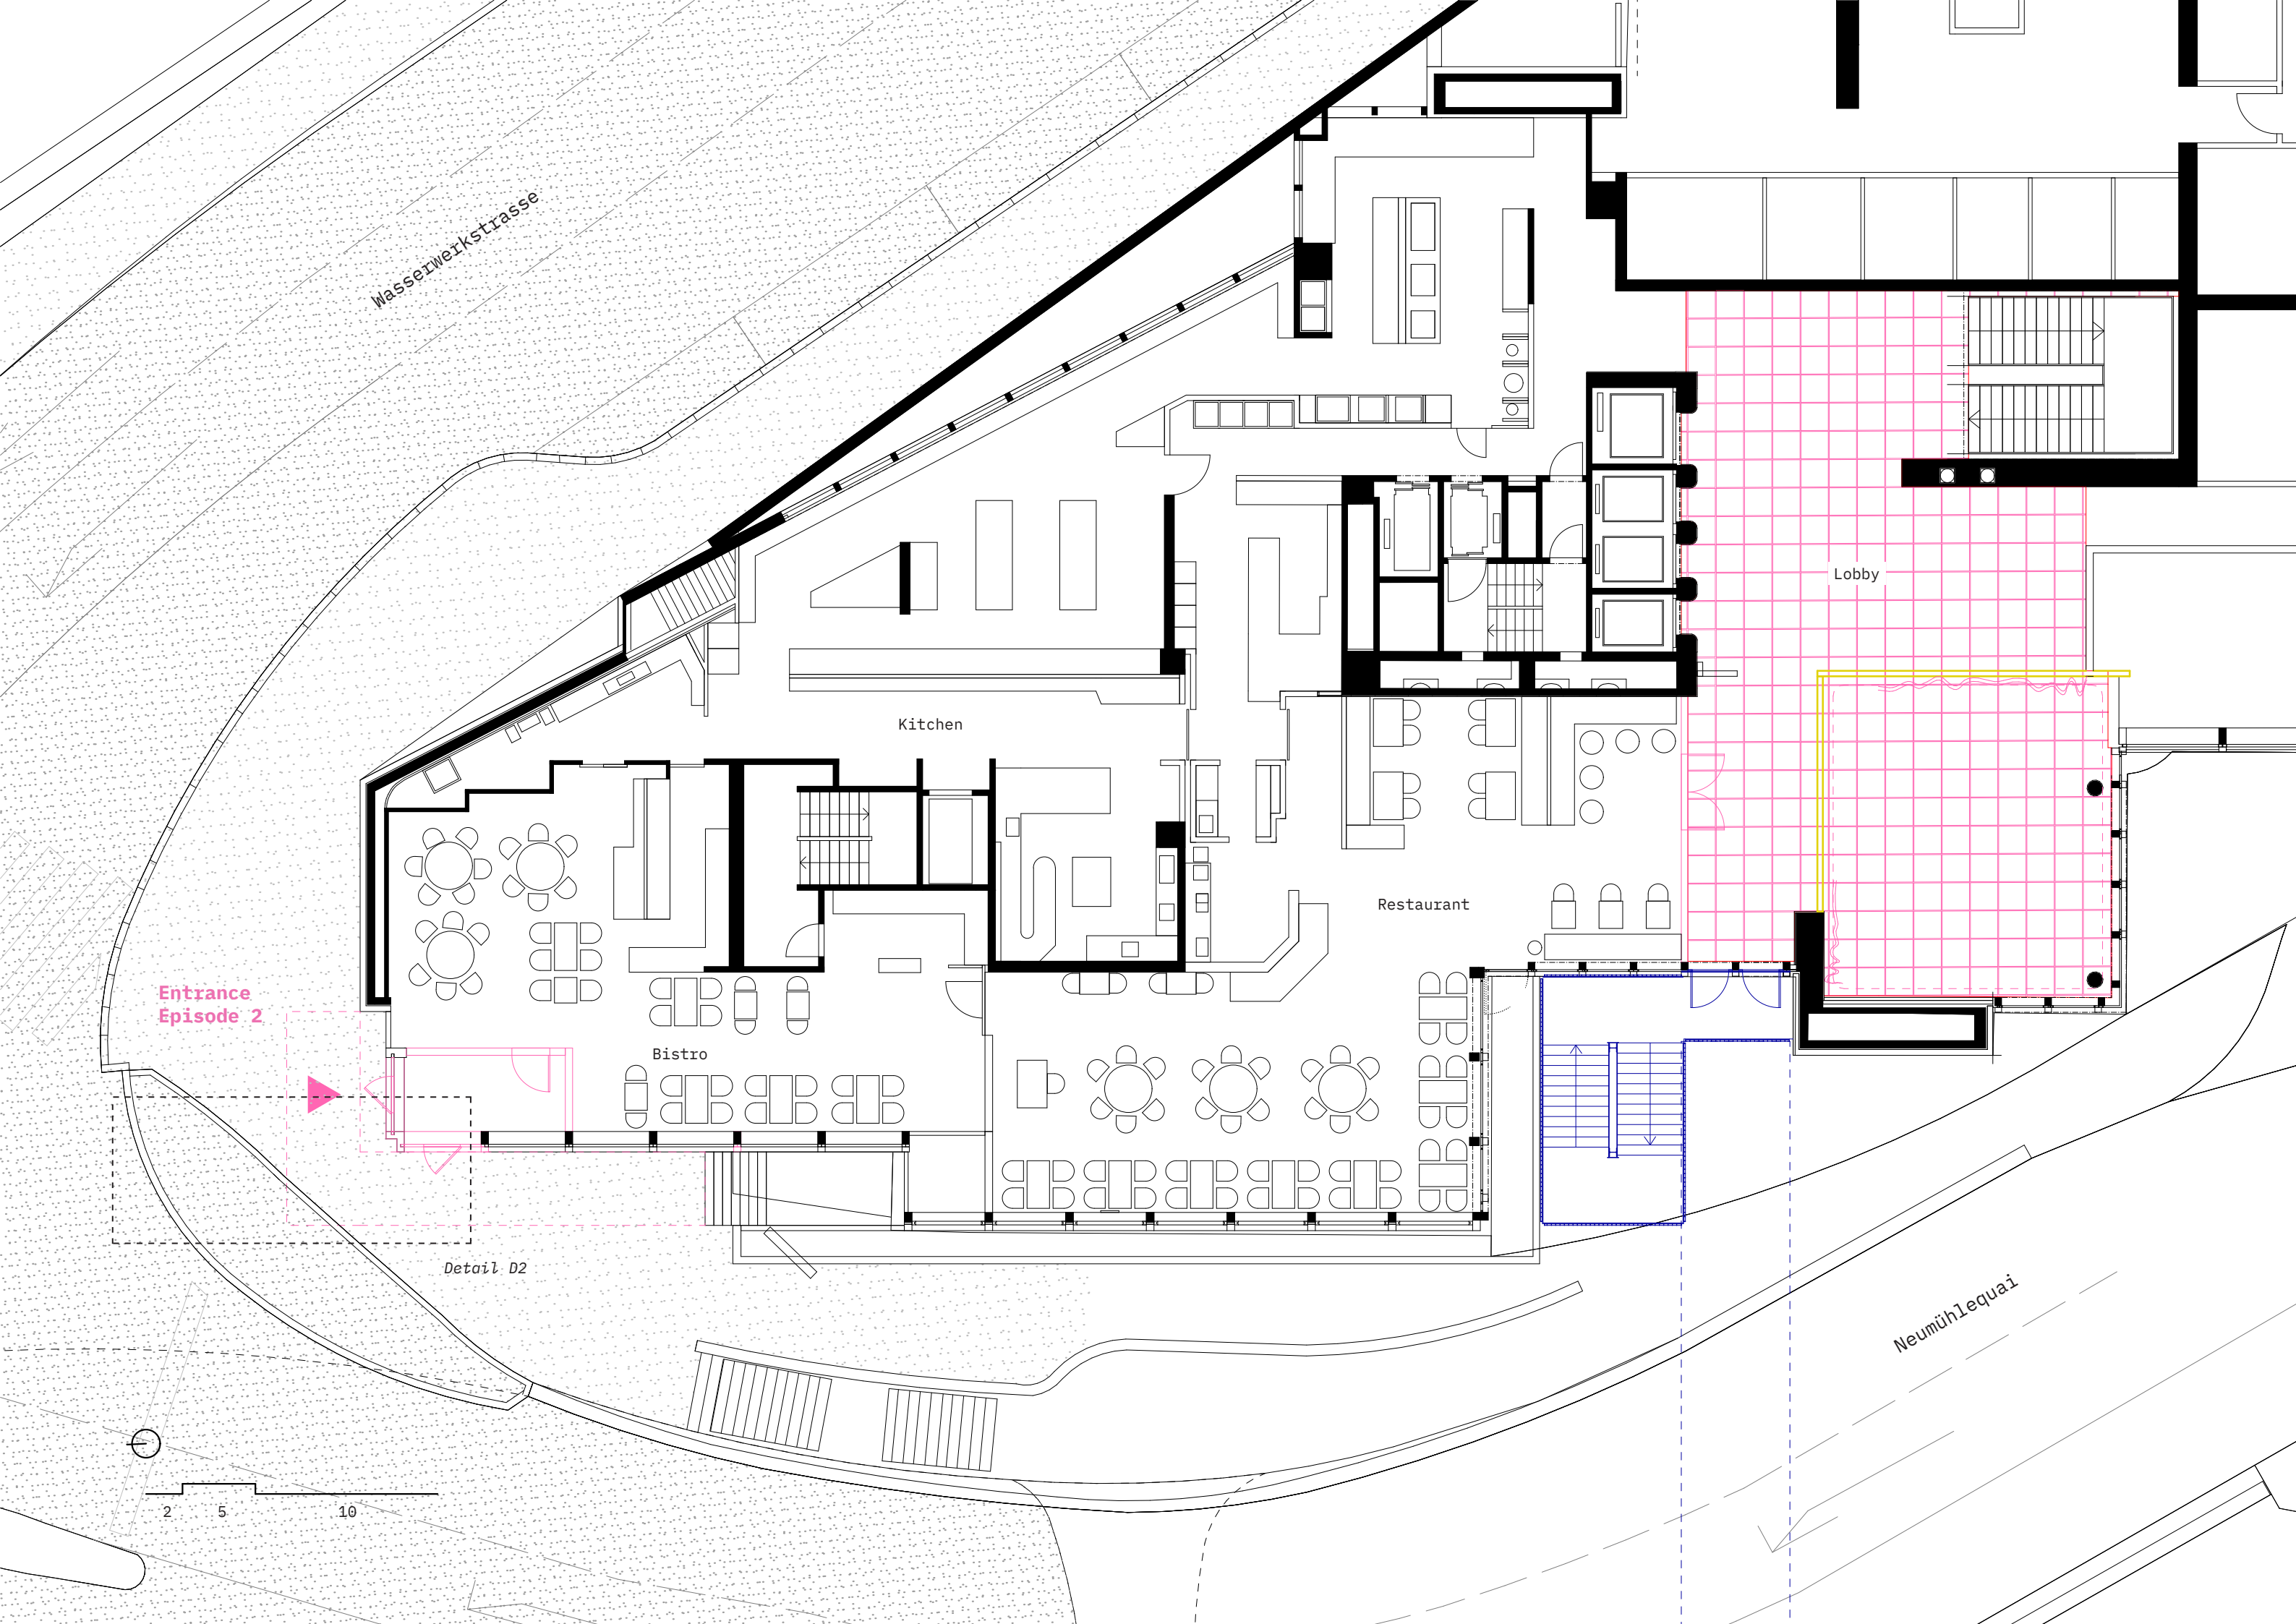 Wasserwerkstrasse
Lobby
Kitchen
Restaurant
Entrance
Episode 2
Bistro
Detail D2
Neumühlequai
2 5 10